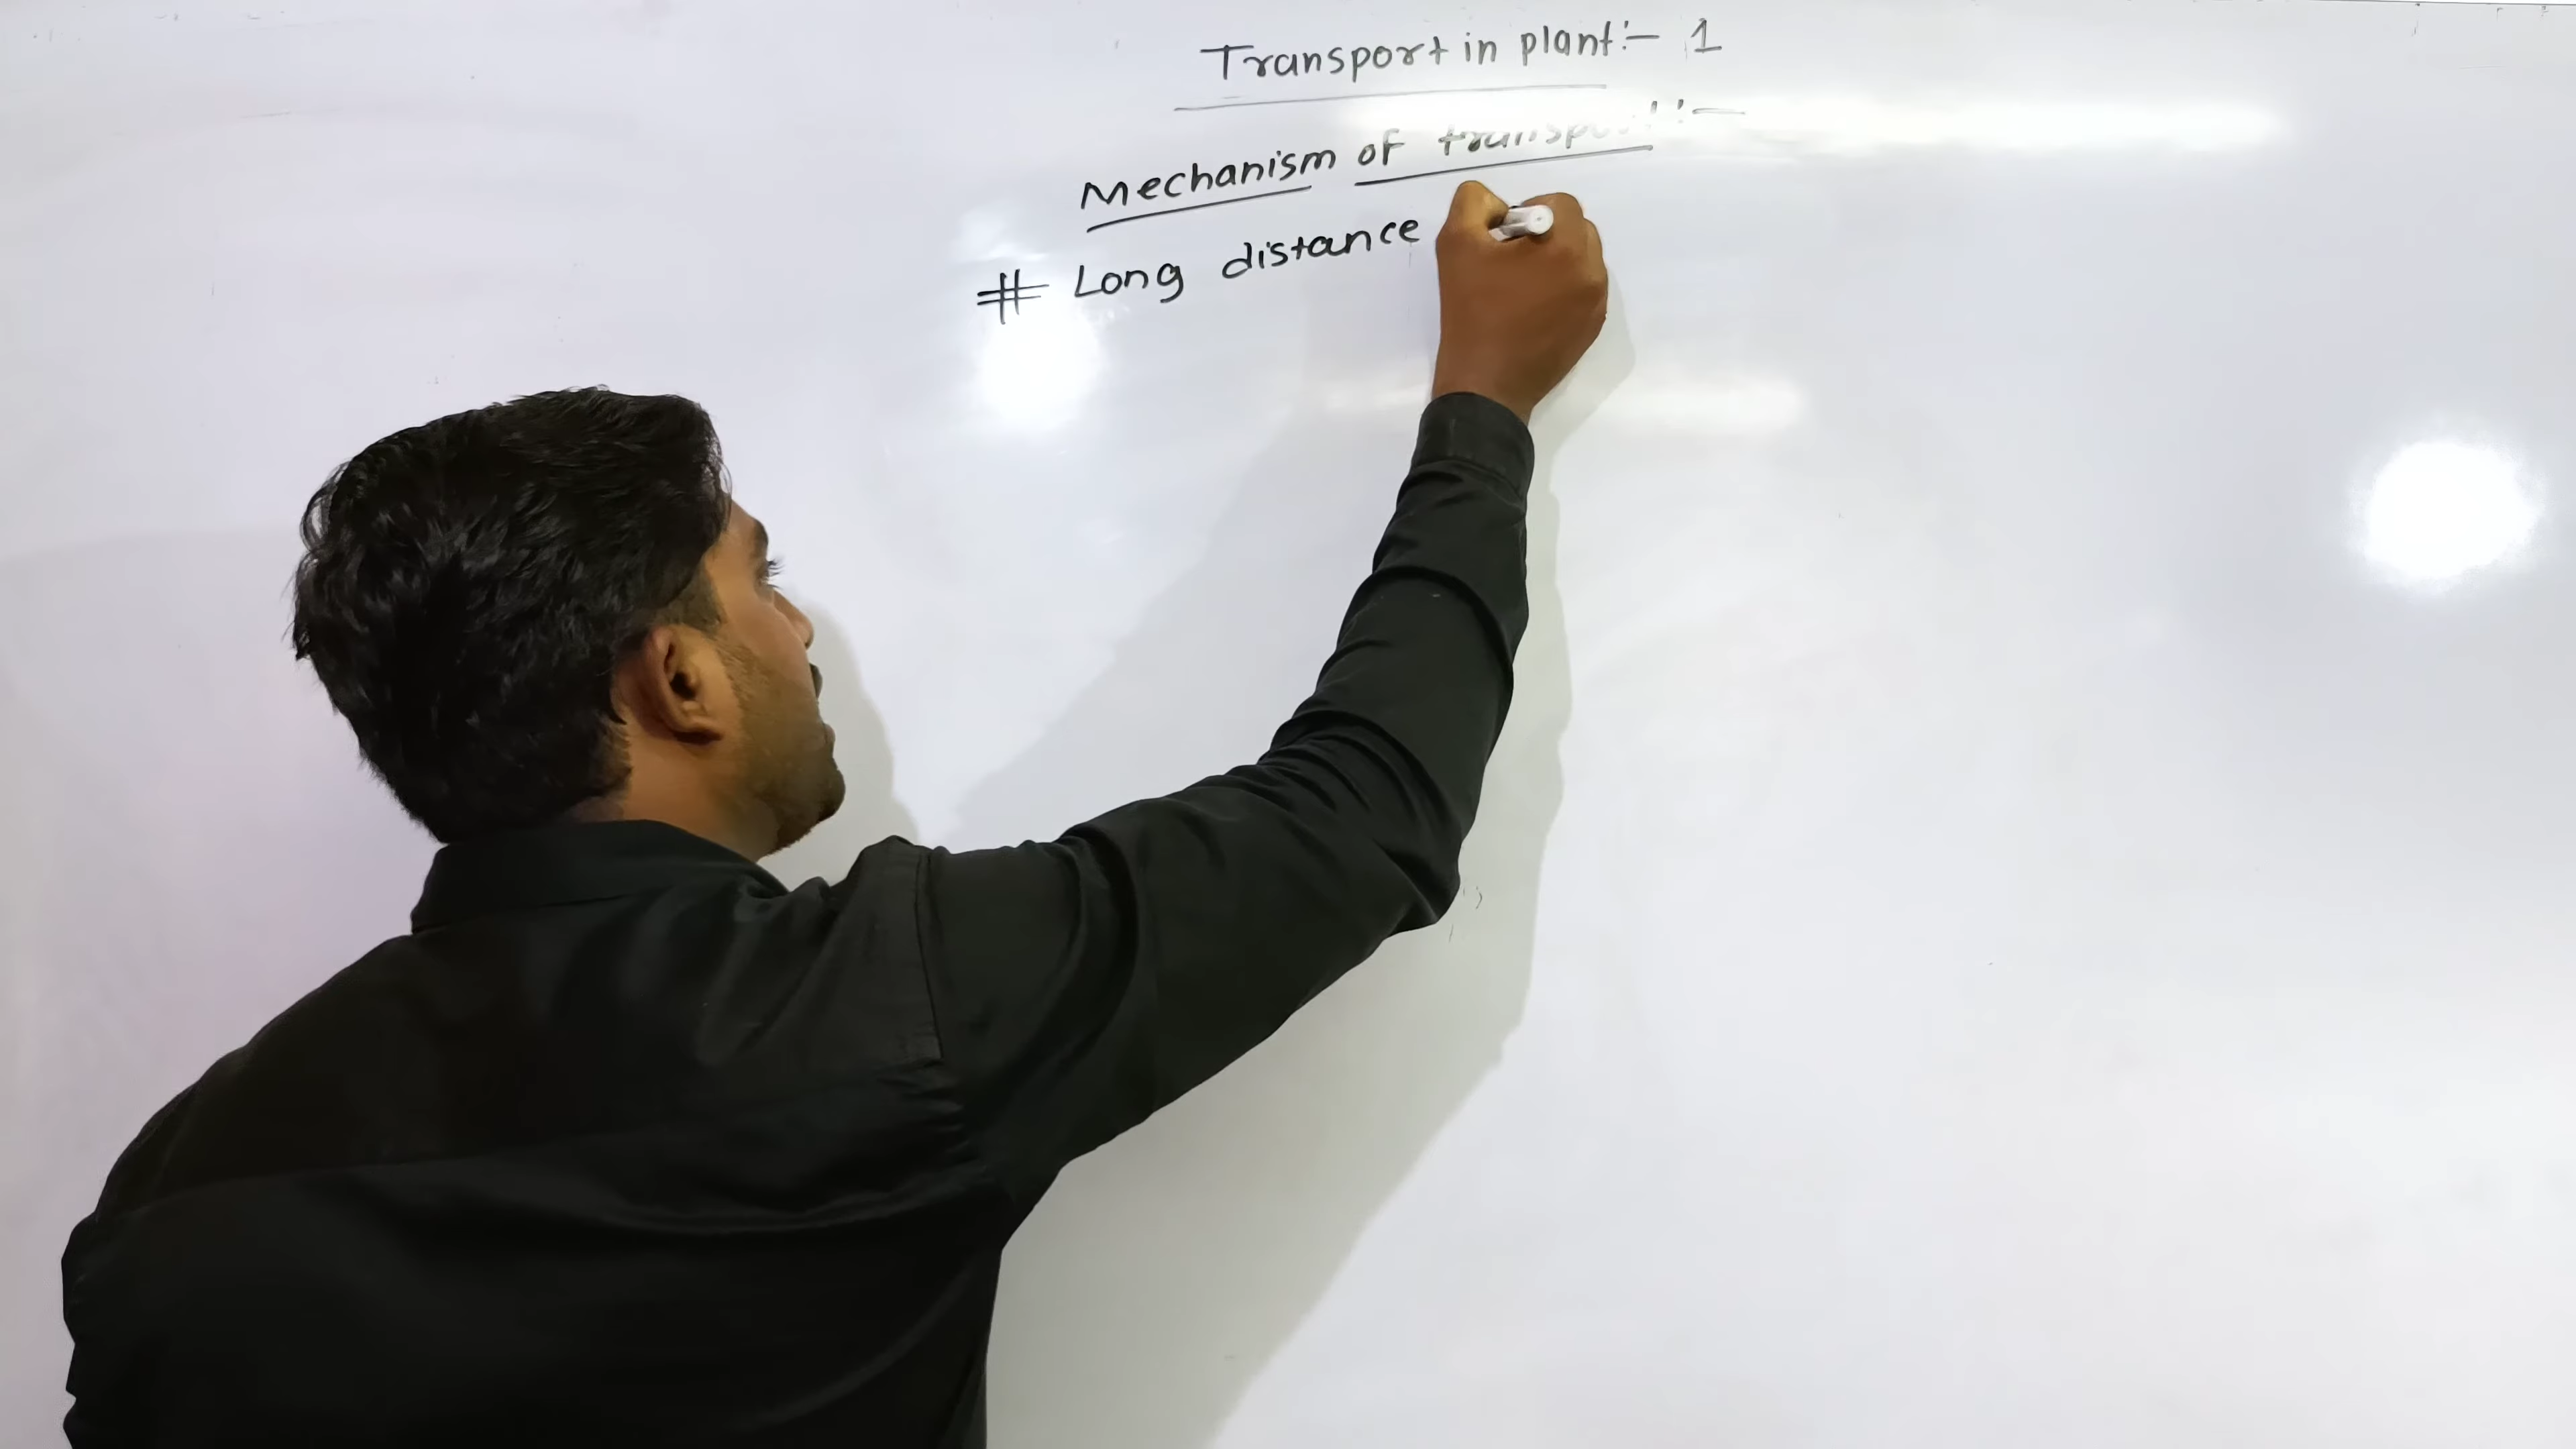 Transport in plant:- 1
Mechanism of transport:-
# Long distance